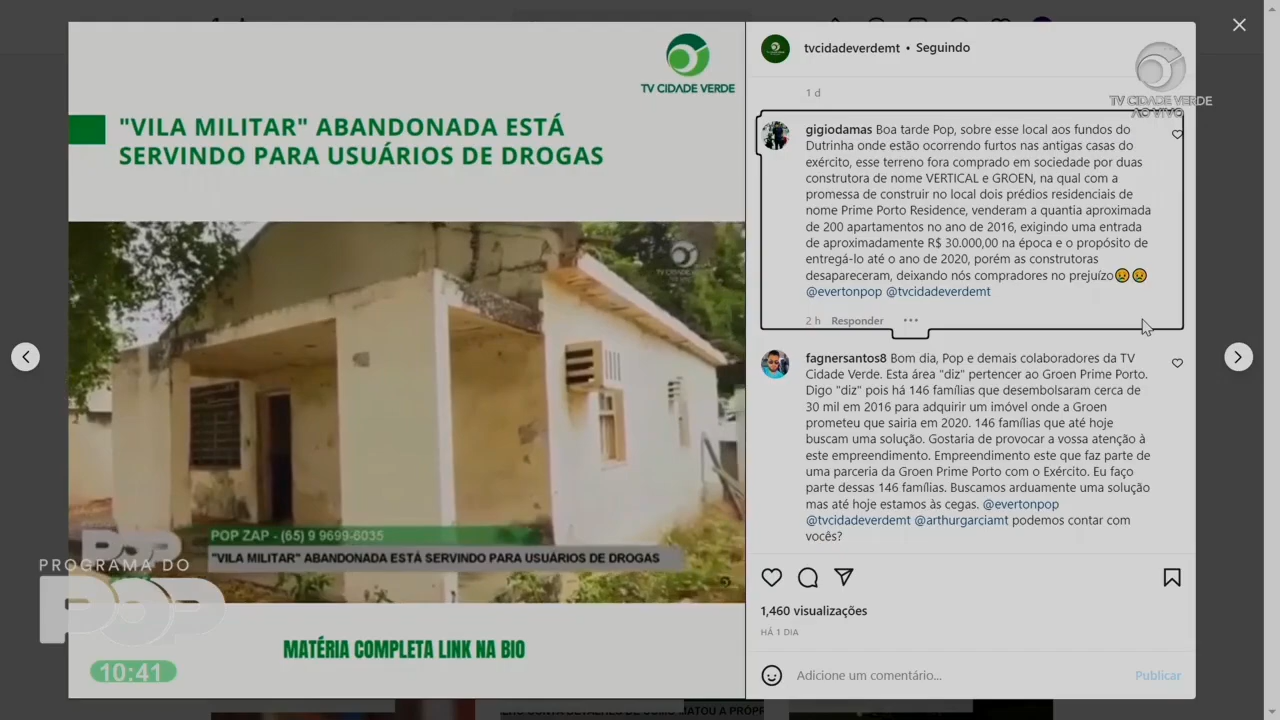 TV CIDADE VERDE
"VILA MILITAR" ABANDONADA ESTÁ
SERVINDO PARA USUÁRIOS DE DROGAS
TV CIDADE VERDE
POP ZAP - (65) 9 9699-6035
"VILA MILITAR" ABANDONADA ESTÁ SERVINDO PARA USUÁRIOS DE DROGAS
POP
PROGRAMA DO
POP
10:41
MATÉRIA COMPLETA LINK NA BIO
tvcidadeverdemt • Seguindo
TV CIDADE VERDE
AO VIVO
1 d
gigiodamas Boa tarde Pop, sobre esse local aos fundos do
Dutrinha onde estão ocorrendo furtos nas antigas casas do
exército, esse terreno fora comprado em sociedade por duas
construtora de nome VERTICAL e GROEN, na qual com a
promessa de construir no local dois prédios residenciais de
nome Prime Porto Residence, venderam a quantia aproximada
de 200 apartamentos no ano de 2016, exigindo uma entrada
de aproximadamente R$ 30.000,00 na época e o propósito de
entregá-lo até o ano de 2020, porém as construtoras
desapareceram, deixando nós compradores no prejuízo😥😥
@evertonpop @tvcidadeverdemt
2 h Responder ...
fagnersantos8 Bom dia, Pop e demais colaboradores da TV
Cidade Verde. Esta área "diz" pertencer ao Groen Prime Porto.
Digo "diz" pois há 146 famílias que desembolsaram cerca de
30 mil em 2016 para adquirir um imóvel onde a Groen
prometeu que sairia em 2020. 146 famílias que até hoje
buscam uma solução. Gostaria de provocar a vossa atenção à
este empreendimento. Empreendimento este que faz parte de
uma parceria da Groen Prime Porto com o Exército. Eu faço
parte dessas 146 famílias. Buscamos arduamente uma solução
mas até hoje estamos às cegas. @evertonpop
@tvcidadeverdemt @arthurgarciamt podemos contar com
vocês?
1,460 visualizações
HÁ 1 DIA
Adicione um comentário... Publicar